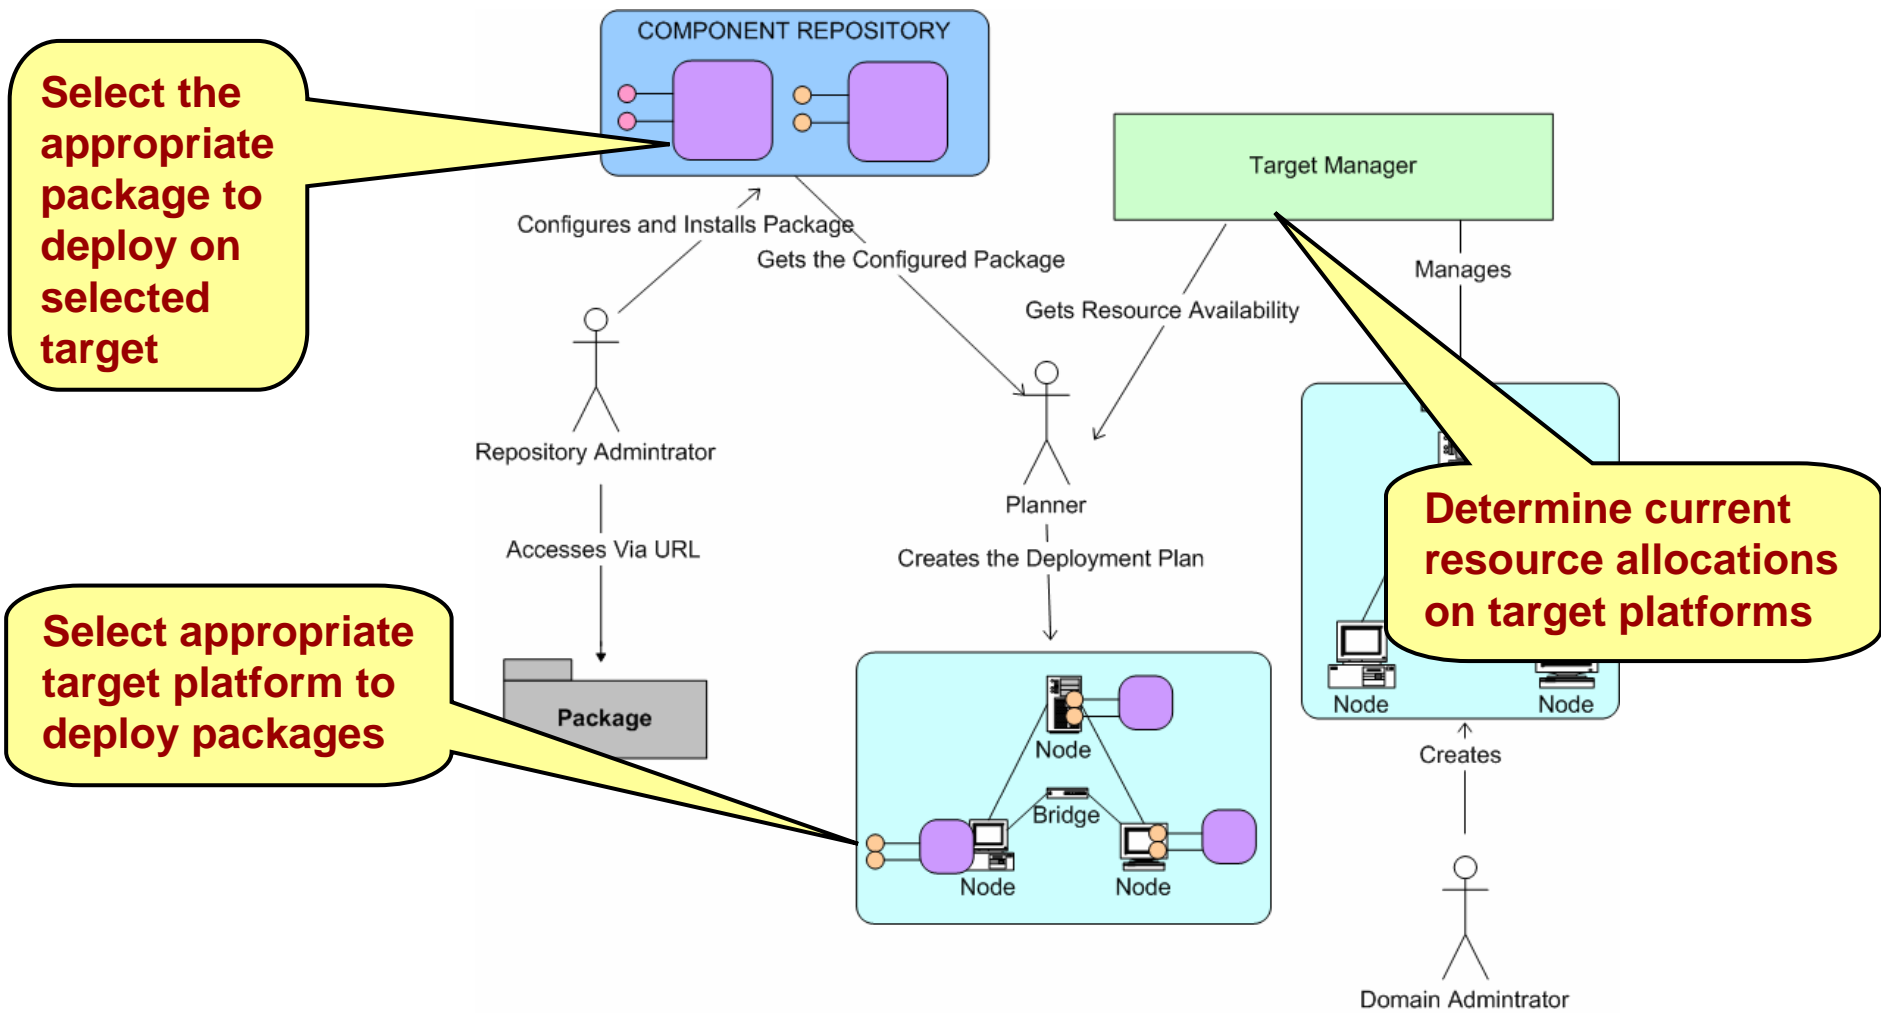 COMPONENT REPOSITORY
Select the
appropriate
package to
deploy on
selected
target
Target Manager
Configures and Installs Package
Gets the Configured Package
Manages
Gets Resource Availability
Repository Admintrator
Planner
Determine current
resource allocations
on target platforms
Accesses Via URL
Creates the Deployment Plan
Select appropriate
target platform to
deploy packages
Package
Node
Node
Node
Bridge
Node
Node
Creates
Domain Admintrator